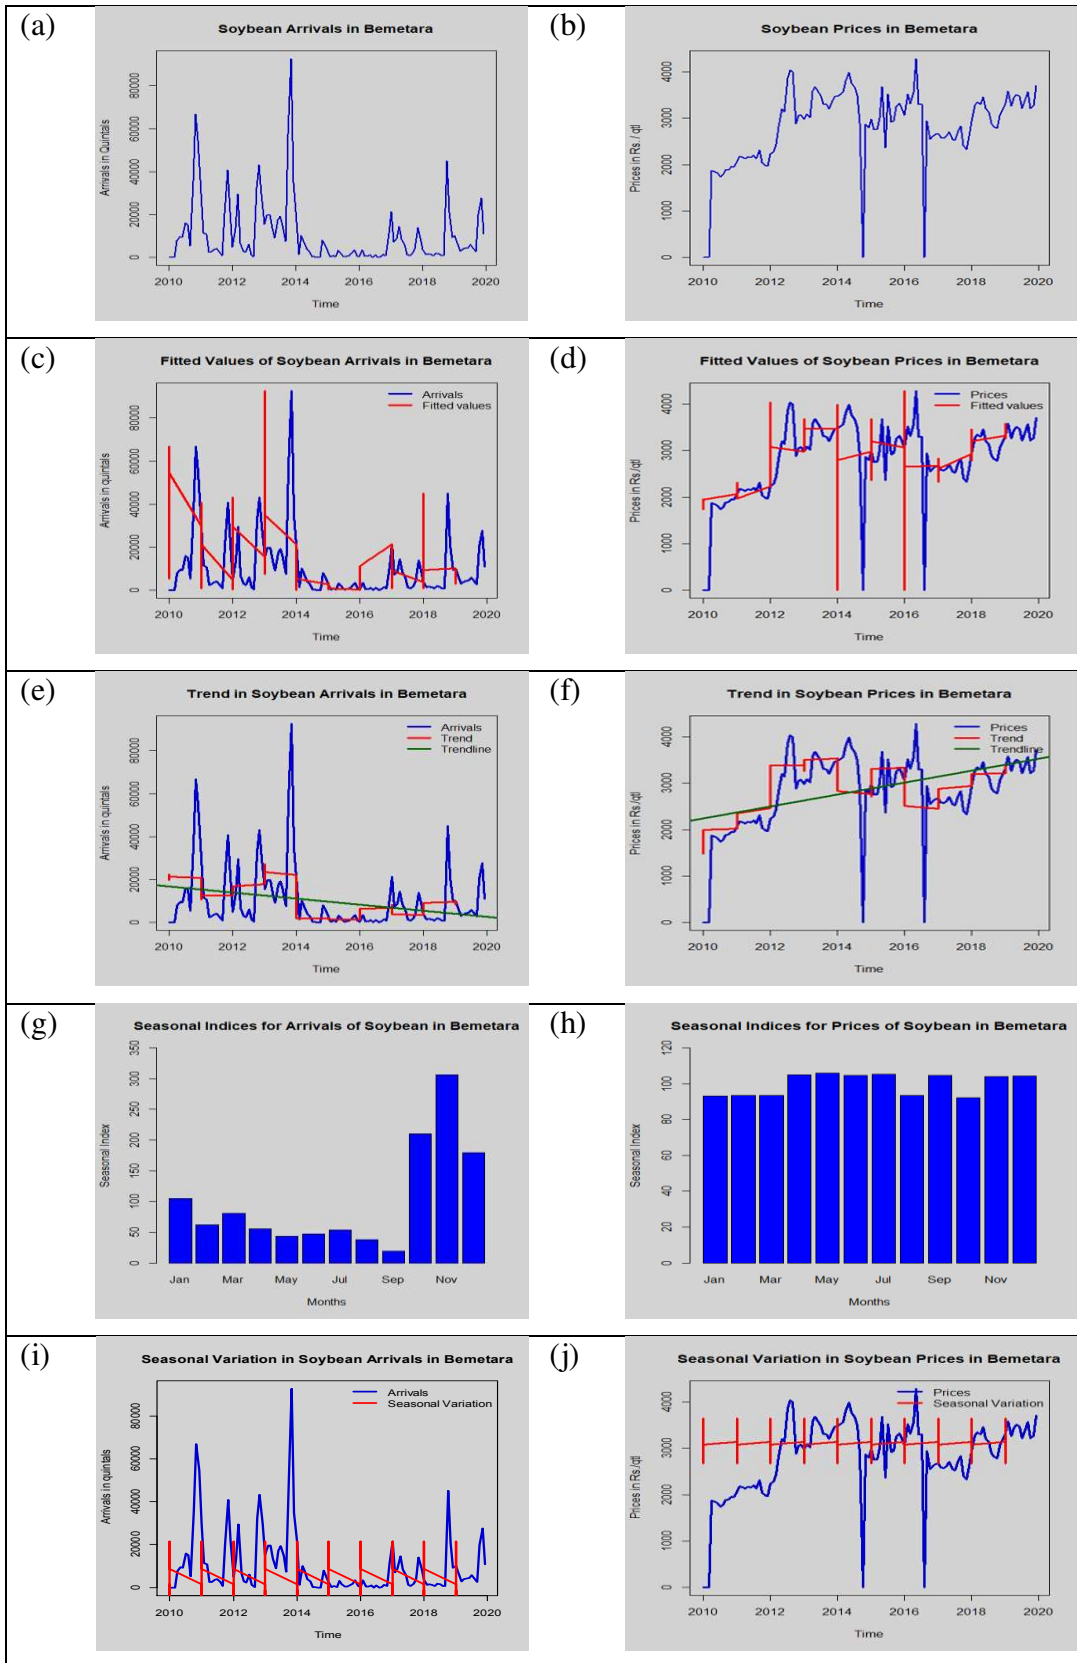 (a)
Soybean Arrivals in Bemetara
Arrivals in Quintals
0 20000 40000 60000 80000
2010 2012 2014 2016 2018 2020
Time
(b)
Soybean Prices in Bemetara
Prices in Rs. / qtl
0 1000 2000 3000 4000
2010 2012 2014 2016 2018 2020
Time
(c)
Fitted Values of Soybean Arrivals in Bemetara
Arrivals
Fitted values
Arrivals in quintals
0 20000 40000 60000 80000
2010 2012 2014 2016 2018 2020
Time
(d)
Fitted Values of Soybean Prices in Bemetara
Prices
Fitted values
Prices in Rs./qtl
0 1000 2000 3000 4000
2010 2012 2014 2016 2018 2020
Time
(e)
Trend in Soybean Arrivals in Bemetara
Arrivals
Trend
Trendline
Arrivals in quintals
0 20000 40000 60000 80000
2010 2012 2014 2016 2018 2020
Time
(f)
Trend in Soybean Prices in Bemetara
Prices
Trend
Trendline
Prices in Rs./qtl
0 1000 2000 3000 4000
2010 2012 2014 2016 2018 2020
Time
(g)
Seasonal Indices for Arrivals of Soybean in Bemetara
Seasonal Index
0 50 100 150 200 250 300 350
Jan Mar May Jul Sep Nov
Months
(h)
Seasonal Indices for Prices of Soybean in Bemetara
Seasonal Index
0 20 40 60 80 100 120
Jan Mar May Jul Sep Nov
Months
(i)
Seasonal Variation in Soybean Arrivals in Bemetara
Arrivals
Seasonal Variation
Arrivals in quintals
0 20000 40000 60000 80000
2010 2012 2014 2016 2018 2020
Time
(j)
Seasonal Variation in Soybean Prices in Bemetara
Prices
Seasonal Variation
Prices in Rs./qtl
0 1000 2000 3000 4000
2010 2012 2014 2016 2018 2020
Time